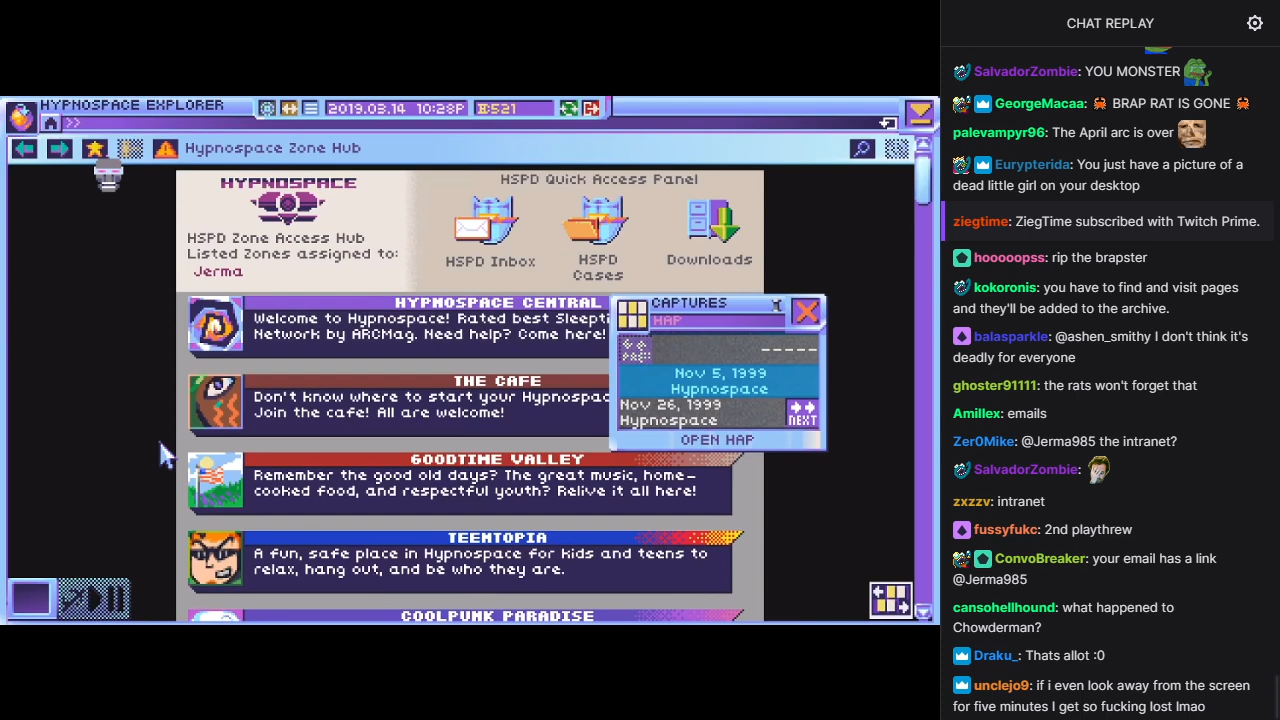 HYPNOSPACE EXPLORER
2019.03.14 10:28P
521
>>
Hypnospace Zone Hub
HYPNOSPACE
HSPD Zone Access Hub
Listed Zones assigned to:
Jerma
HSPD Quick Access Panel
HSPD Inbox
HSPD
Cases
Downloads
HYPNOSPACE CENTRAL
Welcome to Hypnospace! Rated best Sleepti
Network by ARCMag. Need help? Come here!
THE CAFE
Don't know where to start your Hypnospac
Join the cafe! All are welcome!
GOODTIME VALLEY
Remember the good old days? The great music, home-
cooked food, and respectful youth? Relive it all here!
TEENTOPIA
A fun, safe place in Hypnospace for kids and teens to
relax, hang out, and be who they are.
COOLPUNK PARADISE
CAPTURES
HAP
-----
Nov 5, 1999
Hypnospace
Nov 26, 1999
Hypnospace
NEXT
OPEN HAP
CHAT REPLAY
SalvadorZombie: YOU MONSTER
GeorgeMacaa: 🦀 BRAP RAT IS GONE 🦀
palevampyr96: The April arc is over
Eurypterida: You just have a picture of a
dead little girl on your desktop
ziegtime: ZiegTime subscribed with Twitch Prime.
hooooopss: rip the brapster
kokoronis: you have to find and visit pages
and they'll be added to the archive.
balasparkle: @ashen_smithy I don't think it's
deadly for everyone
ghoster91111: the rats won't forget that
Amillex: emails
Zer0Mike: @Jerma985 the intranet?
SalvadorZombie:
zxzzv: intranet
fussyfukc: 2nd playthrew
ConvoBreaker: your email has a link
@Jerma985
cansohellhound: what happened to
Chowderman?
Draku_: Thats allot :0
unclejo9: if i even look away from the screen
for five minutes I get so fucking lost lmao